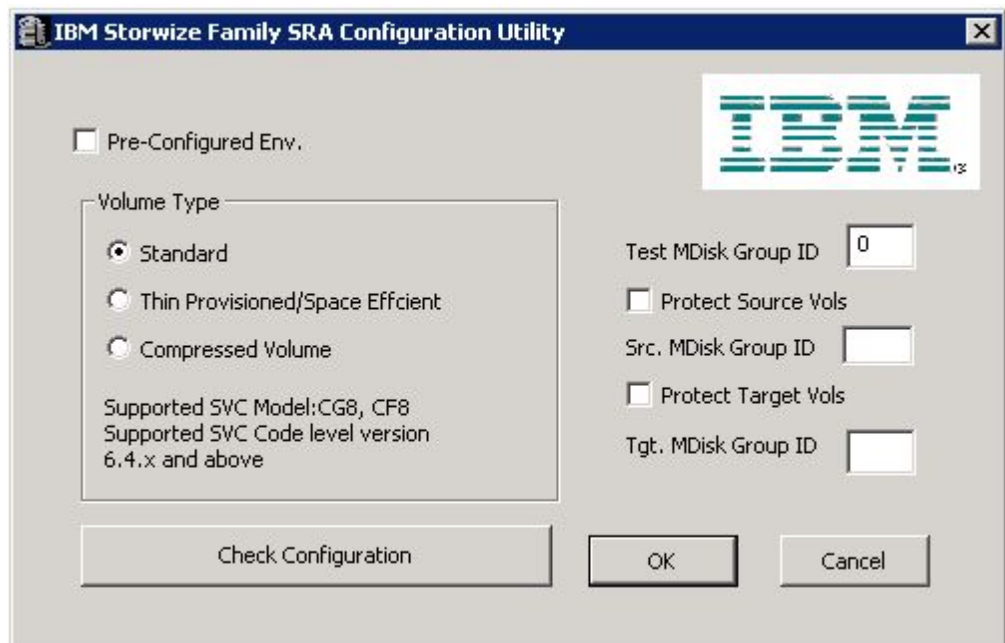 IBM Storwize Family SRA Configuration Utility
IBM®
Pre-Configured Env.
Volume Type
Standard
Thin Provisioned/Space Effcient
Compressed Volume
Supported SVC Model:CG8, CF8
Supported SVC Code level version
6.4.x and above
Test MDisk Group ID 0
Protect Source Vols
Src. MDisk Group ID
Protect Target Vols
Tgt. MDisk Group ID
Check Configuration
OK
Cancel